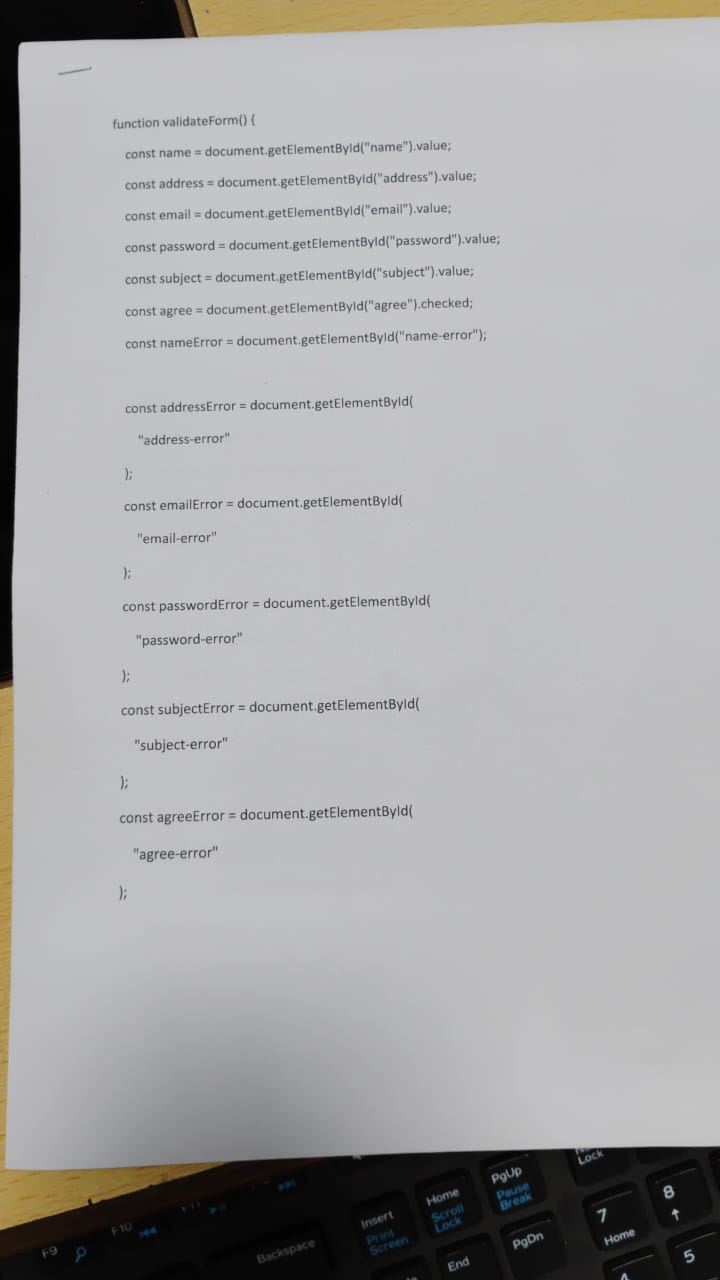 function validateForm() {
const name = document.getElementById("name").value;
const address = document.getElementById("address").value;
const email = document.getElementById("email").value;
const password = document.getElementById("password").value;
const subject = document.getElementById("subject").value;
const agree = document.getElementById("agree").checked;
const nameError = document.getElementById("name-error");
const addressError = document.getElementById(
"address-error"
);
const emailError = document.getElementById(
"email-error"
);
const passwordError = document.getElementById(
"password-error"
);
const subjectError = document.getElementById(
"subject-error"
);
const agreeError = document.getElementById(
"agree-error"
);
F9
F10
Backspace
Insert
Print
Screen
Home
Scroll
Lock
End
PgUp
Pause
Break
PgDn
Lock
7
Home
8
5